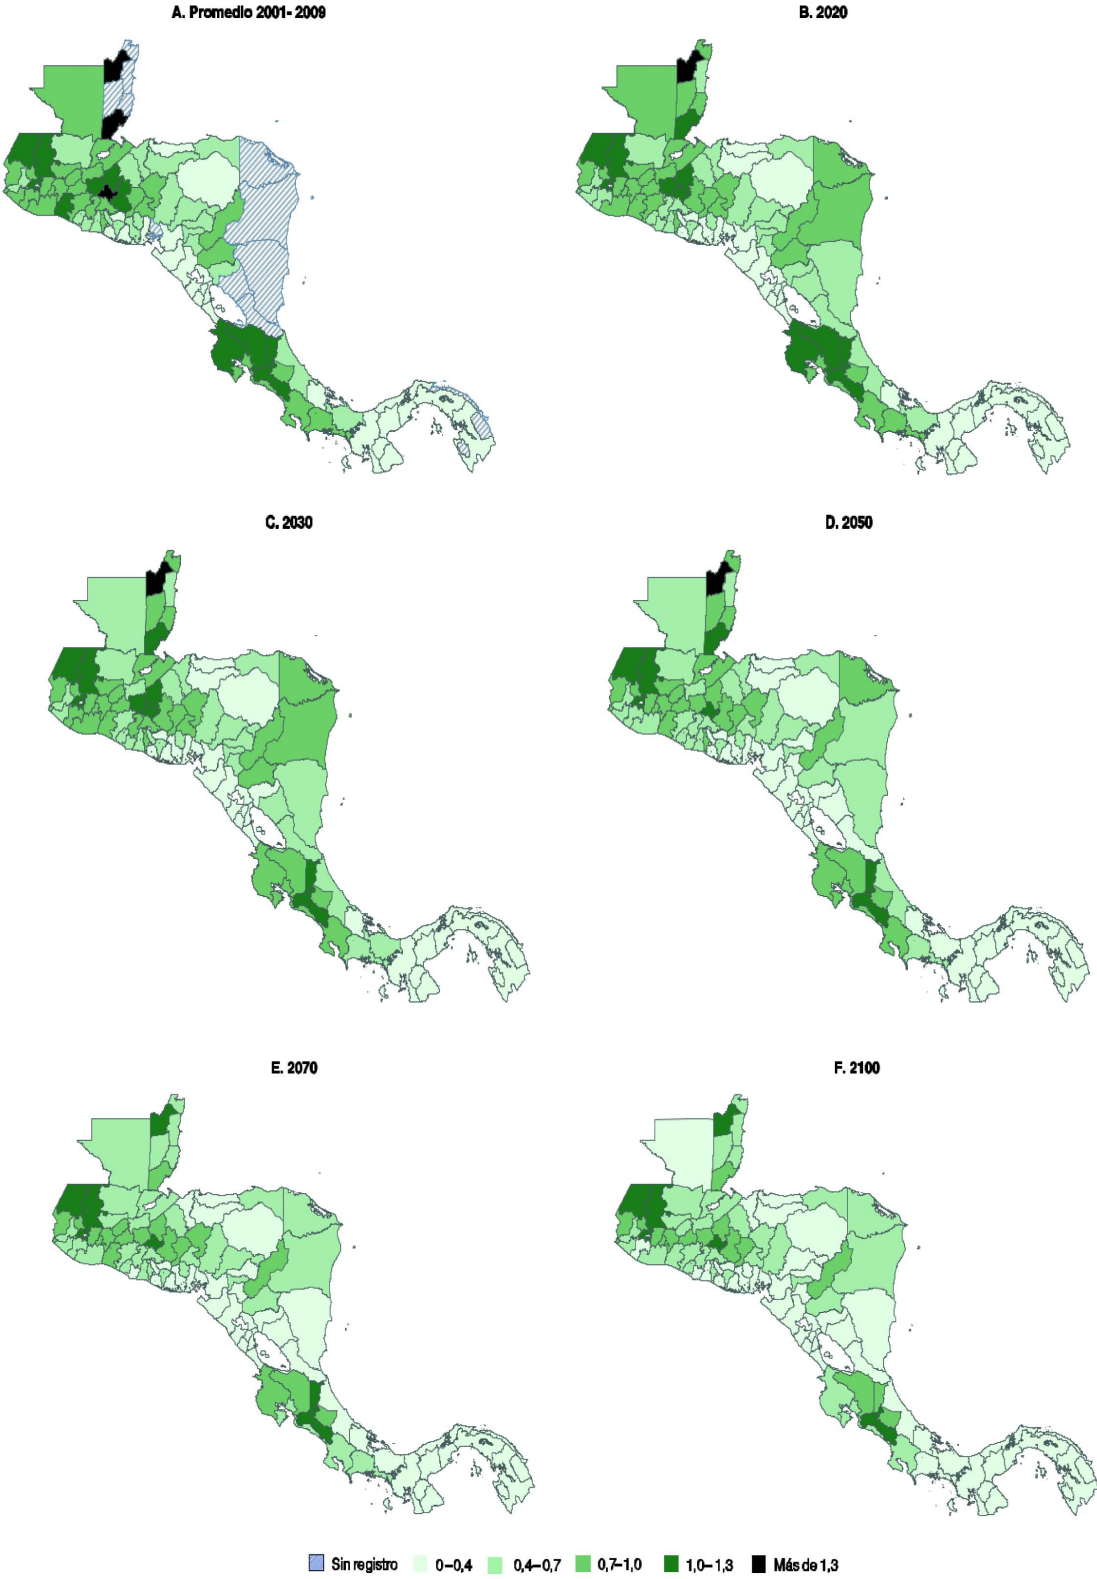 A. Promedio 2001- 2009
B. 2020
C. 2030
D. 2050
E. 2070
F. 2100
Sin registro 0–0,4 0,4–0,7 0,7–1,0 1,0–1,3 Más de 1,3